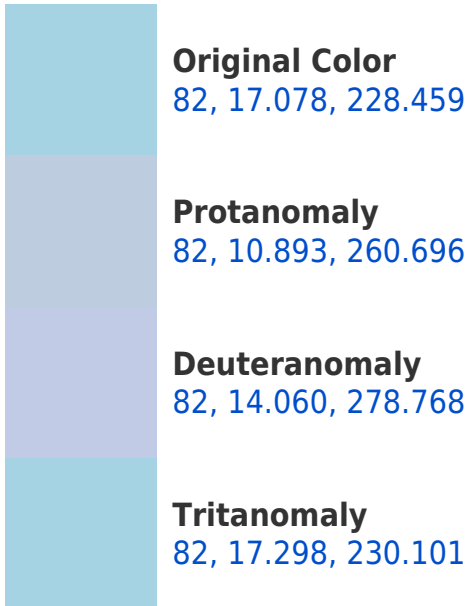 Original Color
82, 17.078, 228.459
Protanomaly
82, 10.893, 260.696
Deuteranomaly
82, 14.060, 278.768
Tritanomaly
82, 17.298, 230.101